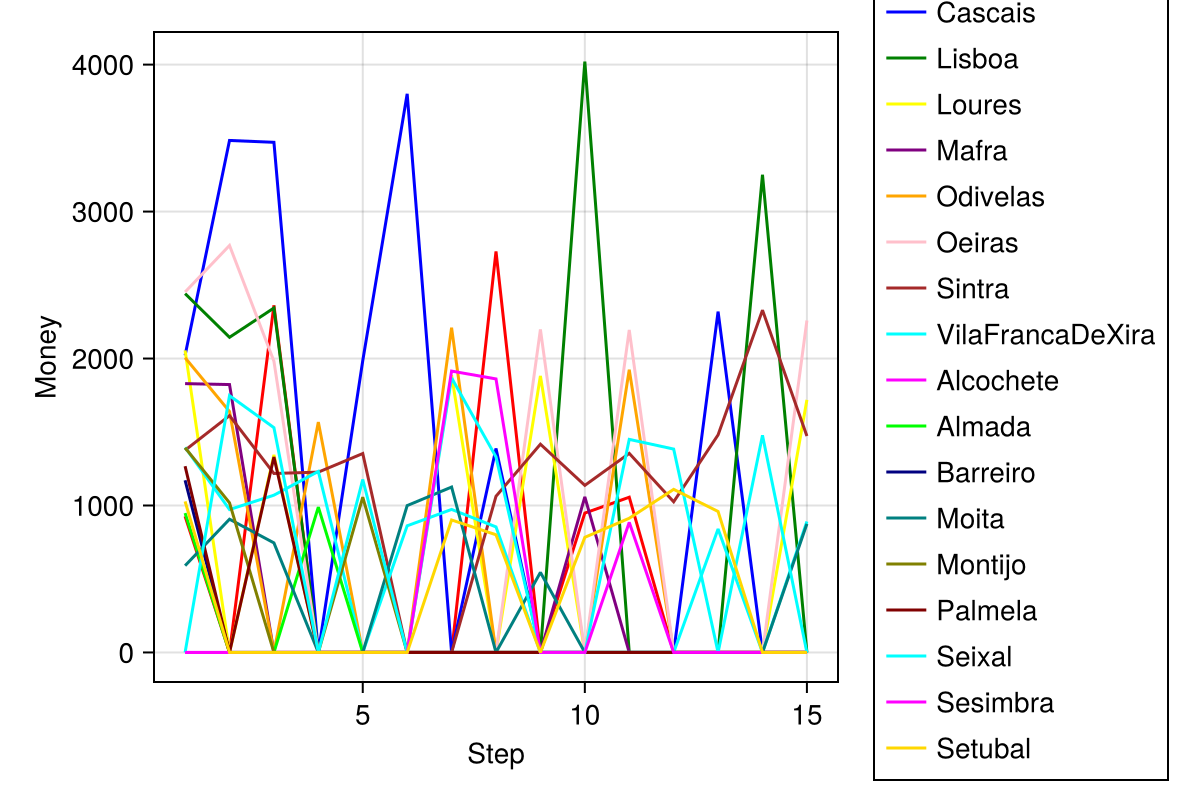 4000
3000
2000
1000
0
Money
5
10
15
Step
Cascais
Lisboa
Loures
Mafra
Odivelas
Oeiras
Sintra
VilaFrancaDeXira
Alcochete
Almada
Barreiro
Moita
Montijo
Palmela
Seixal
Sesimbra
Setubal